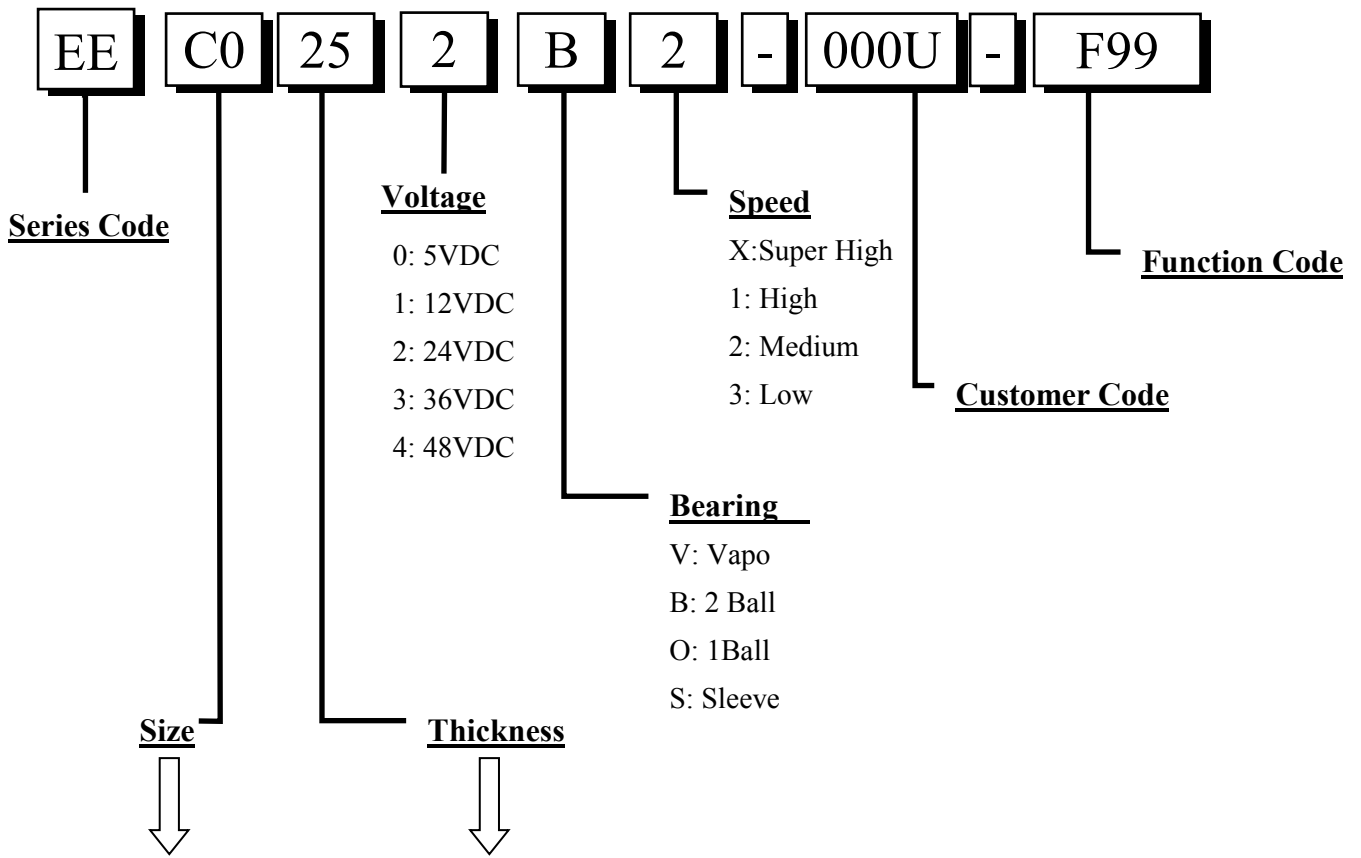 EE C0 25 2 B 2 - 000U - F99
Series Code
Voltage
0: 5VDC
1: 12VDC
2: 24VDC
3: 36VDC
4: 48VDC
Speed
X:Super High
1: High
2: Medium
3: Low
Function Code
Customer Code
Bearing
V: Vapo
B: 2 Ball
O: 1Ball
S: Sleeve
Size
Thickness